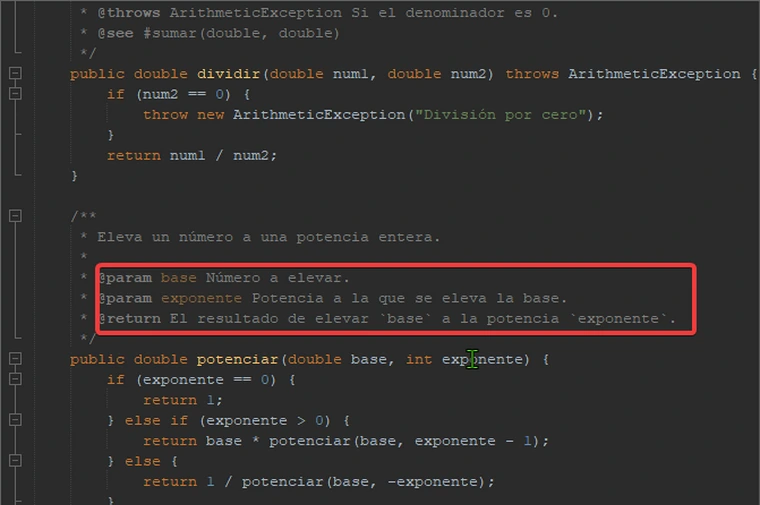 * @throws ArithmeticException Si el denominador es 0.
* @see #sumar(double, double)
*/
public double dividir(double num1, double num2) throws ArithmeticException {
if (num2 == 0) {
throw new ArithmeticException("División por cero");
}
return num1 / num2;
}
/**
* Eleva un número a una potencia entera.
*
* @param base Número a elevar.
* @param exponente Potencia a la que se eleva la base.
* @return El resultado de elevar `base` a la potencia `exponente`.
*/
public double potenciar(double base, int exponente) {
if (exponente == 0) {
return 1;
} else if (exponente > 0) {
return base * potenciar(base, exponente - 1);
} else {
return 1 / potenciar(base, -exponente);
}